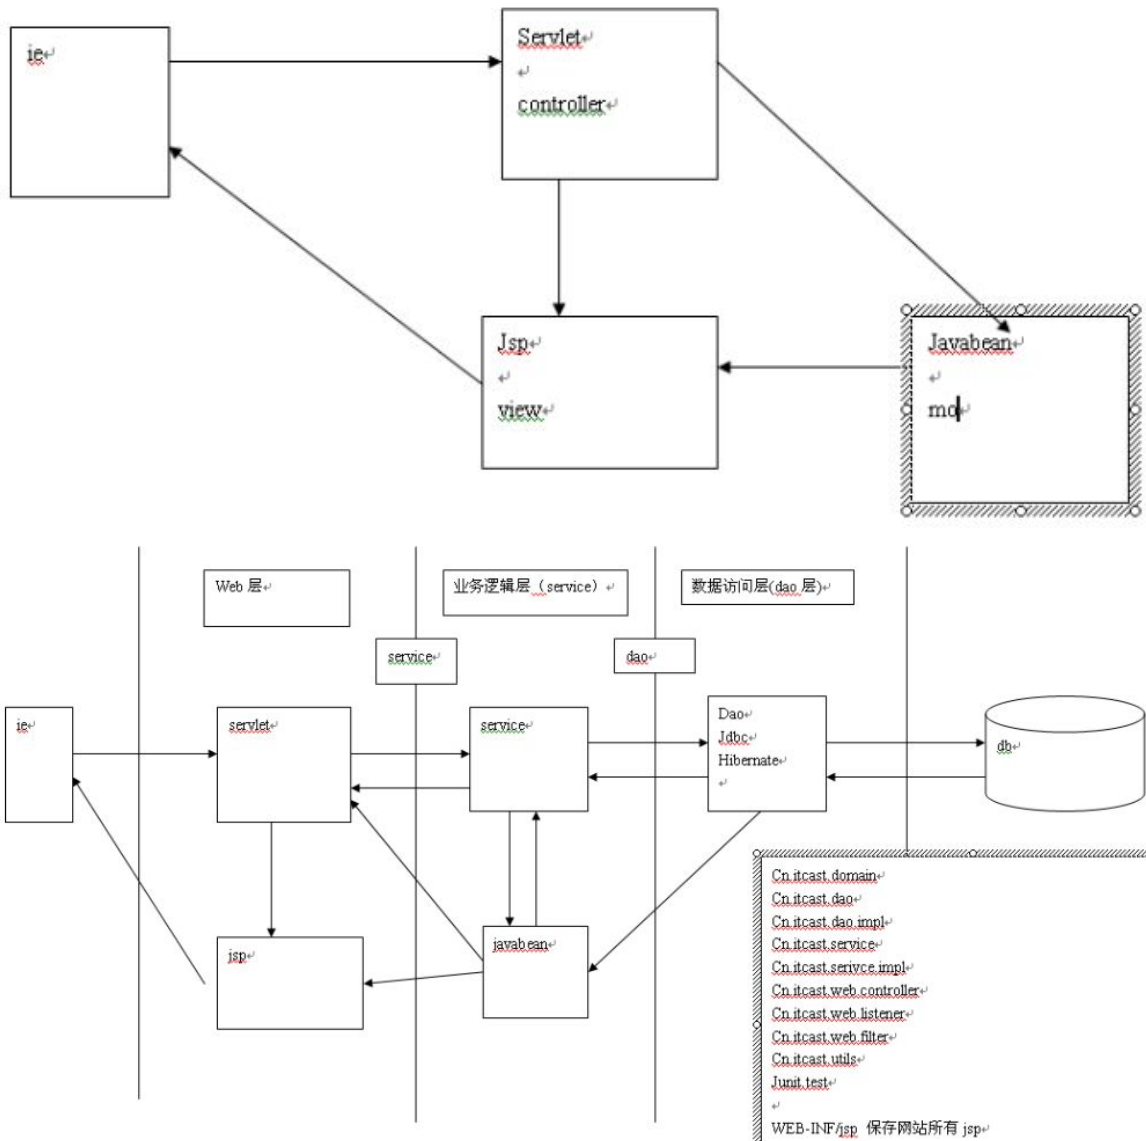 ie
Servlet
controller
Jsp
view
Javabean
mo
Web 层
业务逻辑层（service）
数据访问层(dao 层)
service
dao
ie
servlet
service
Dao
Jdbc
Hibernate
db
jsp
javabean
Cn.itcast.domain
Cn.itcast.dao
Cn.itcast.dao.impl
Cn.itcast.service
Cn.itcast.serivce.impl
Cn.itcast.web.controller
Cn.itcast.web.listener
Cn.itcast.web.filter
Cn.itcast.utils
Junit.test
WEB-INF/jsp 保存网站所有 jsp